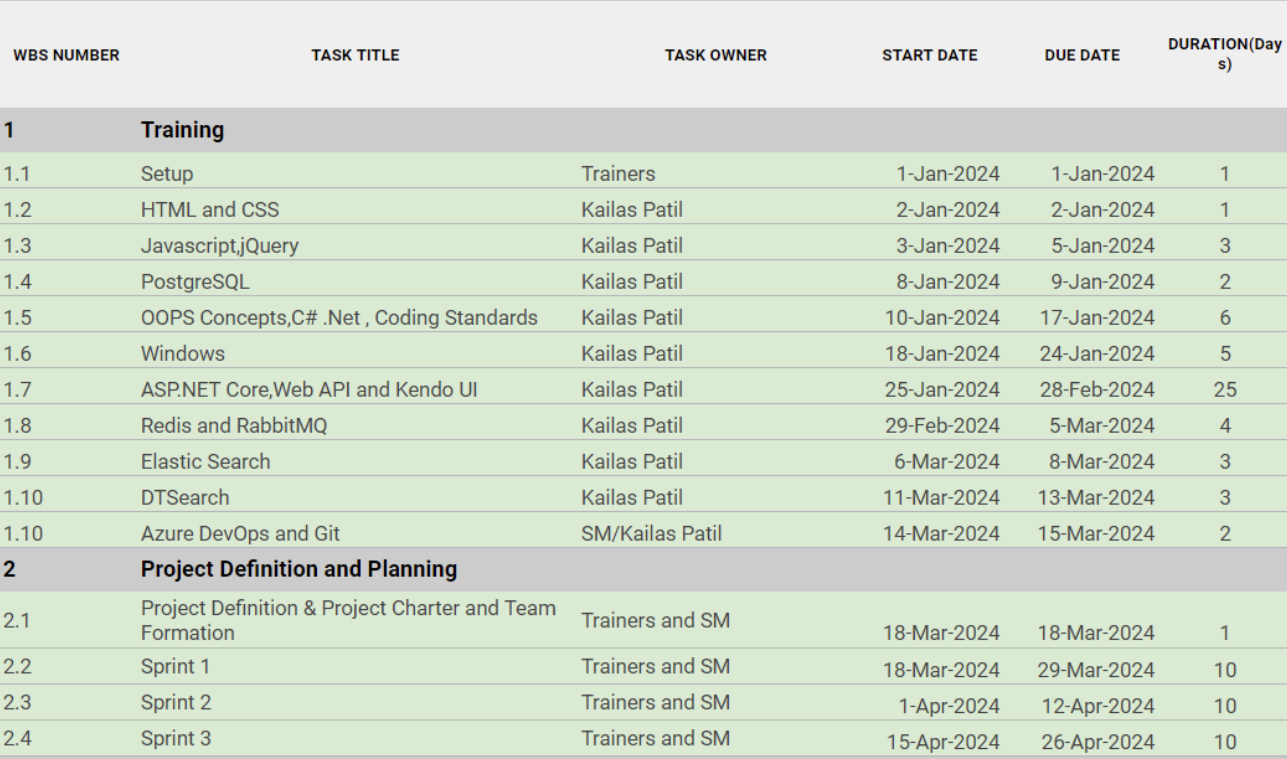 WBS NUMBER TASK TITLE TASK OWNER START DATE DUE DATE DURATION(Day
s)
1 Training
1.1 Setup Trainers 1-Jan-2024 1-Jan-2024 1
1.2 HTML and CSS Kailas Patil 2-Jan-2024 2-Jan-2024 1
1.3 Javascript,jQuery Kailas Patil 3-Jan-2024 5-Jan-2024 3
1.4 PostgreSQL Kailas Patil 8-Jan-2024 9-Jan-2024 2
1.5 OOPS Concepts,C# .Net , Coding Standards Kailas Patil 10-Jan-2024 17-Jan-2024 6
1.6 Windows Kailas Patil 18-Jan-2024 24-Jan-2024 5
1.7 ASP.NET Core,Web API and Kendo UI Kailas Patil 25-Jan-2024 28-Feb-2024 25
1.8 Redis and RabbitMQ Kailas Patil 29-Feb-2024 5-Mar-2024 4
1.9 Elastic Search Kailas Patil 6-Mar-2024 8-Mar-2024 3
1.10 DTSearch Kailas Patil 11-Mar-2024 13-Mar-2024 3
1.10 Azure DevOps and Git SM/Kailas Patil 14-Mar-2024 15-Mar-2024 2
2 Project Definition and Planning
2.1 Project Definition & Project Charter and Team
Formation Trainers and SM 18-Mar-2024 18-Mar-2024 1
2.2 Sprint 1 Trainers and SM 18-Mar-2024 29-Mar-2024 10
2.3 Sprint 2 Trainers and SM 1-Apr-2024 12-Apr-2024 10
2.4 Sprint 3 Trainers and SM 15-Apr-2024 26-Apr-2024 10